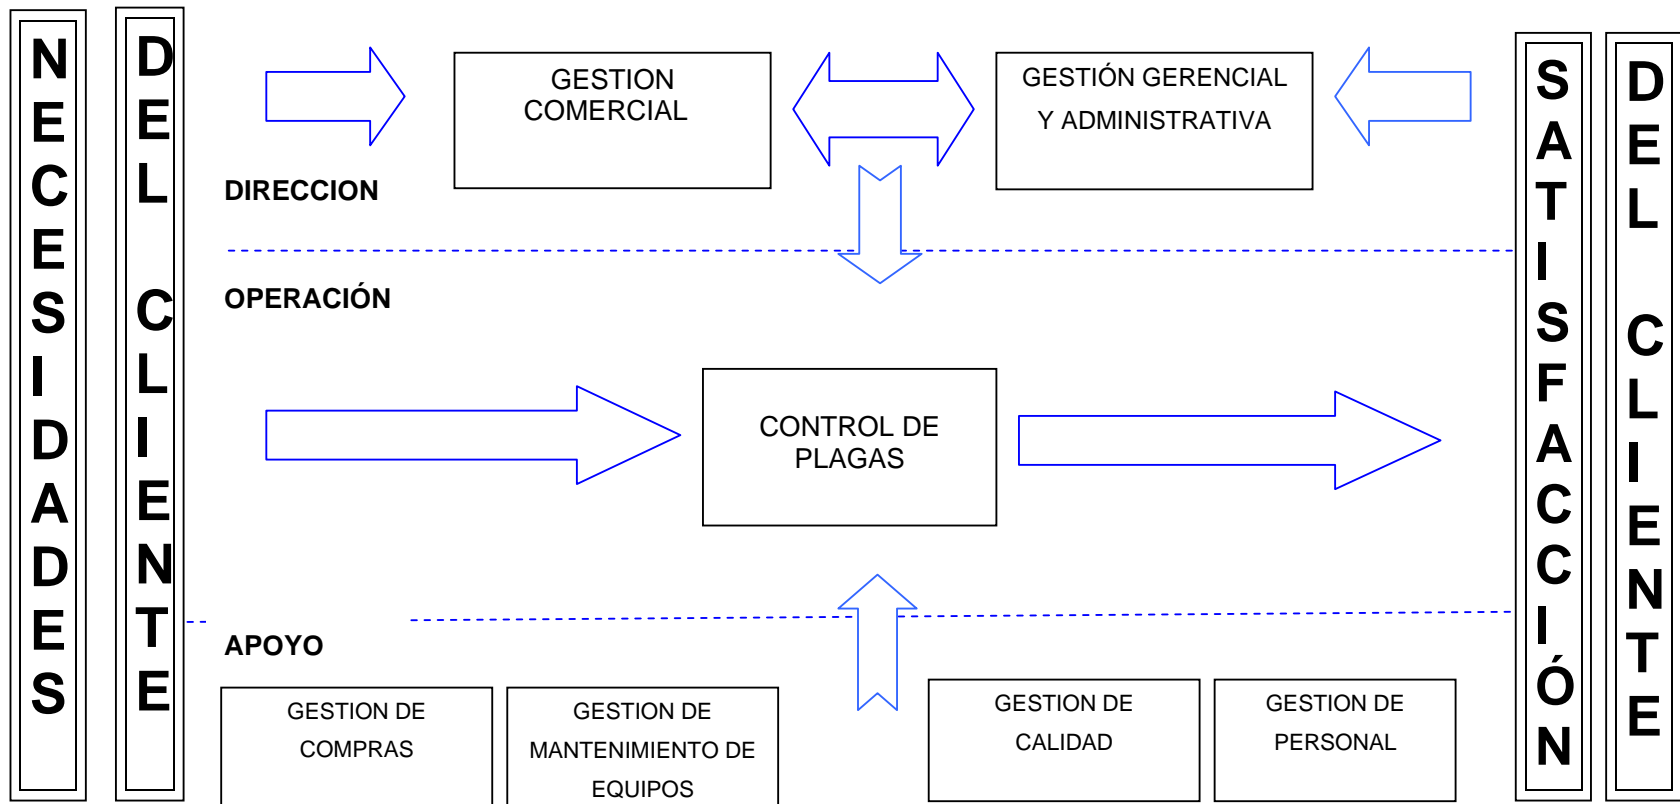 NECESIDADES
DEL CLIENTE
GESTION
COMERCIAL
GESTIÓN GERENCIAL
Y ADMINISTRATIVA
DIRECCION
OPERACIÓN
CONTROL DE
PLAGAS
APOYO
GESTION DE
COMPRAS
GESTION DE
MANTENIMIENTO DE
EQUIPOS
GESTION DE
CALIDAD
GESTION DE
PERSONAL
SATISFACCIÓN
DEL CLIENTE